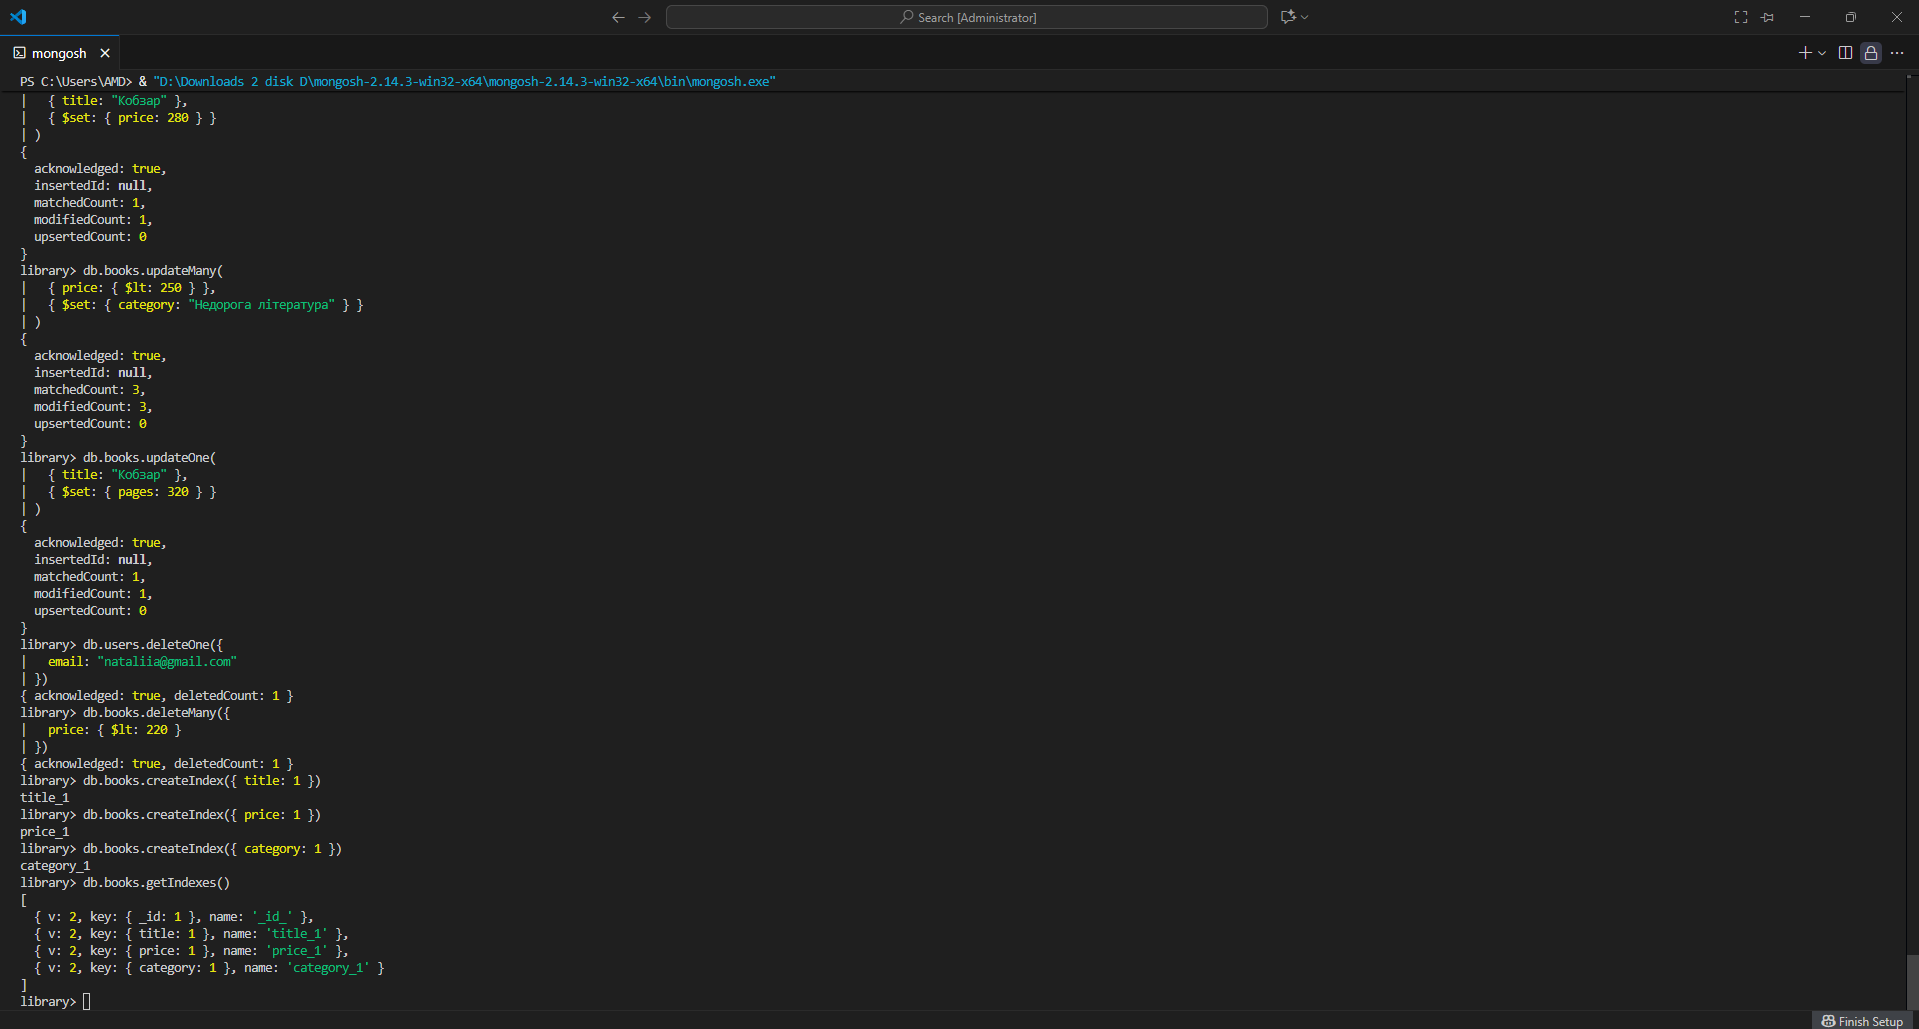 Search [Administrator]
mongosh
PS C:\Users\AMD> & "D:\Downloads 2 disk D\mongosh-2.14.3-win32-x64\mongosh-2.14.3-win32-x64\bin\mongosh.exe"
|   { title: "Кобзар" },
|   { $set: { price: 280 } }
| )
{
  acknowledged: true,
  insertedId: null,
  matchedCount: 1,
  modifiedCount: 1,
  upsertedCount: 0
}
library> db.books.updateMany(
|   { price: { $lt: 250 } },
|   { $set: { category: "Недорога література" } }
| )
{
  acknowledged: true,
  insertedId: null,
  matchedCount: 3,
  modifiedCount: 3,
  upsertedCount: 0
}
library> db.books.updateOne(
|   { title: "Кобзар" },
|   { $set: { pages: 320 } }
| )
{
  acknowledged: true,
  insertedId: null,
  matchedCount: 1,
  modifiedCount: 1,
  upsertedCount: 0
}
library> db.users.deleteOne({
|   email: "nataliia@gmail.com"
| })
{ acknowledged: true, deletedCount: 1 }
library> db.books.deleteMany({
|   price: { $lt: 220 }
| })
{ acknowledged: true, deletedCount: 1 }
library> db.books.createIndex({ title: 1 })
title_1
library> db.books.createIndex({ price: 1 })
price_1
library> db.books.createIndex({ category: 1 })
category_1
library> db.books.getIndexes()
[
  { v: 2, key: { _id: 1 }, name: '_id_' },
  { v: 2, key: { title: 1 }, name: 'title_1' },
  { v: 2, key: { price: 1 }, name: 'price_1' },
  { v: 2, key: { category: 1 }, name: 'category_1' }
]
library>
Finish Setup